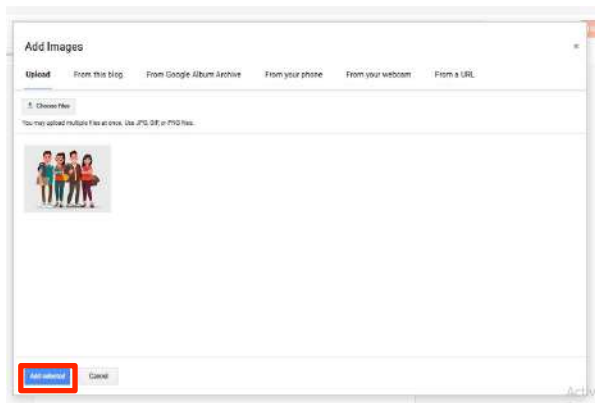 Add Images
×
Upload From this blog From Google Album Archive From your phone From your webcam From a URL
Choose files
You may upload multiple files at once. Use JPG, GIF, or PNG files.
Add selected Cancel
Activ